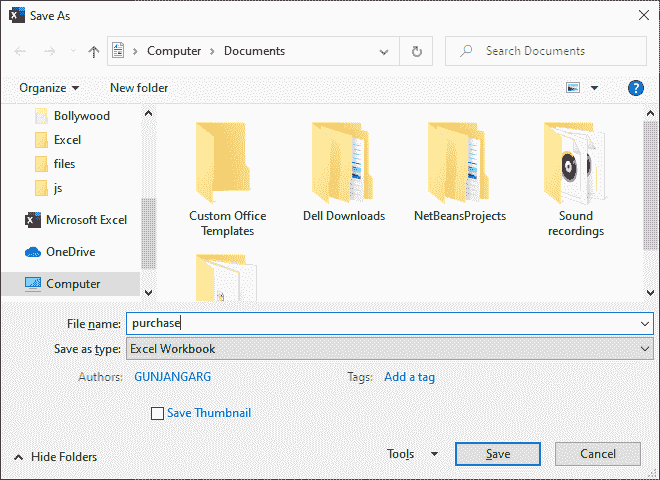 Save As
Computer > Documents
Search Documents
Organize
New folder
Bollywood
Excel
files
js
Microsoft Excel
OneDrive
Computer
Custom Office
Templates
Dell Downloads
NetBeansProjects
Sound
recordings
File name: purchase
Save as type: Excel Workbook
Authors: GUNJANGARG
Tags: Add a tag
Save Thumbnail
Hide Folders
Tools
Save
Cancel